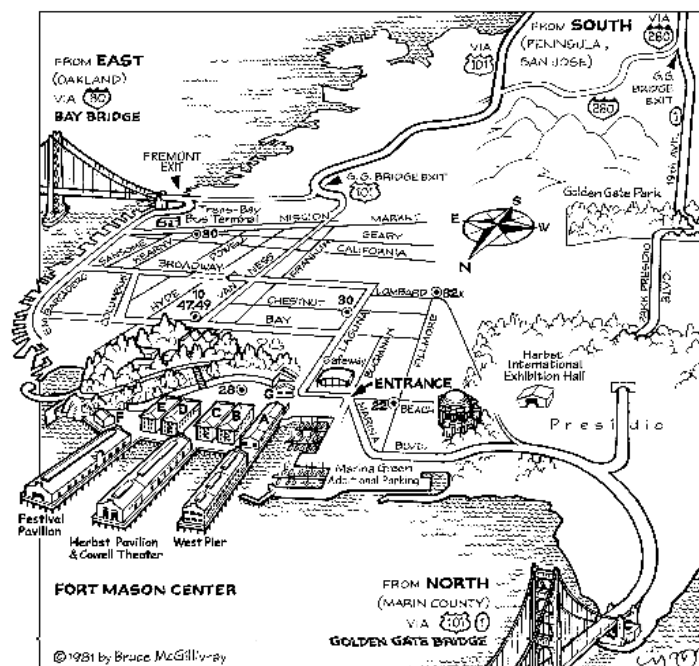 FROM EAST
(OAKLAND)
VIA 80
BAY BRIDGE
VIA
101
FROM SOUTH
(PENINSULA,
SAN JOSE)
VIA
280
G.G.
BRIDGE
EXIT
1
19th AVE.
280
FREMONT
EXIT
G.G. BRIDGE EXIT
101
Golden Gate Park
Bus Terminal
MISSION
MARKET
30
GEARY
SANSOME
KEARNY
POWELL
CALIFORNIA
BROADWAY
VAN NESS
FRANKLIN
EMBARCADERO
COLUMBUS
HYDE
10
47.49
CHESTNUT
30
LOMBARD
BAY
LAGUNA
BUCHANAN
FILLMORE
E
S
W
N
PARK PRESIDIO
BLVD.
Gateway
ENTRANCE
28
G
22
BEACH
MARINA
BLVD.
Herbst
International
Exhibition Hall
Presidio
F
E
D
C
B
A
Marina Green
Additional Parking
Festival
Pavilion
Herbst Pavilion
& Cowell Theater
West Pier
FORT MASON CENTER
FROM NORTH
(MARIN COUNTY)
VIA 101 1
GOLDEN GATE BRIDGE
©1981 by Bruce McGillivray